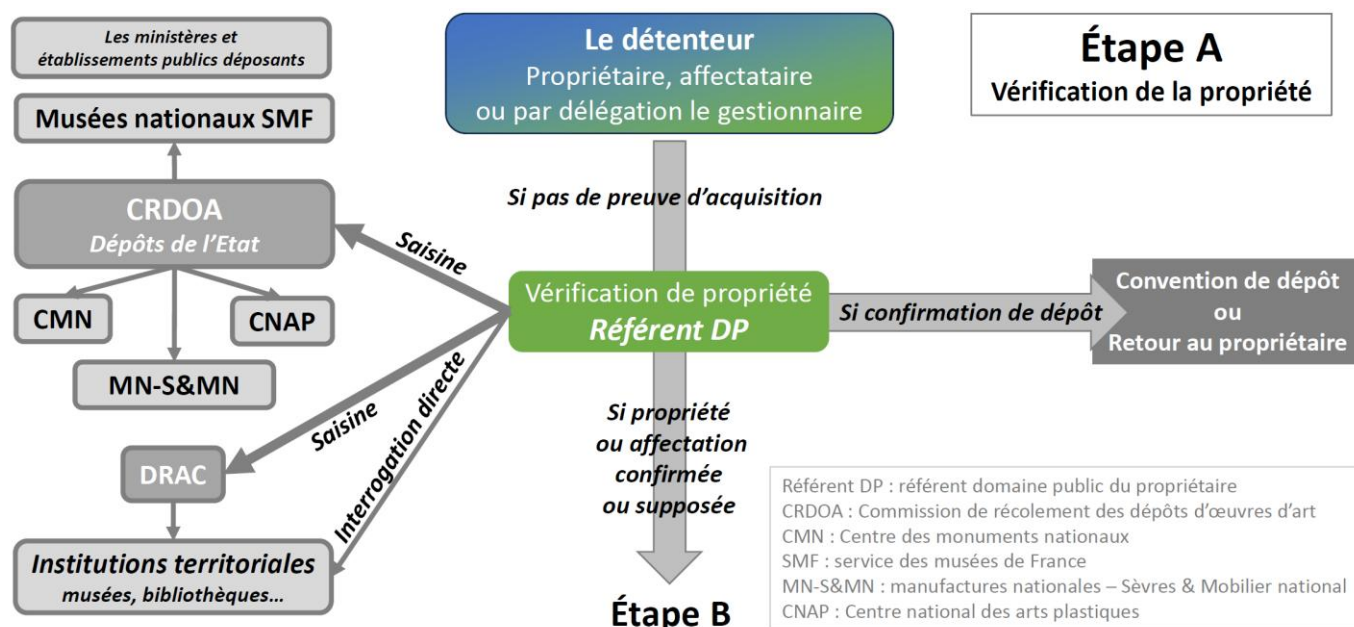 Les ministères et
établissements publics déposants
Musées nationaux SMF
CRDOA
Dépôts de l'Etat
CMN
CNAP
MN-S&MN
DRAC
Institutions territoriales
musées, bibliothèques...
Saisine
Saisine
Interrogation directe
Le détenteur
Propriétaire, affectataire
ou par délégation le gestionnaire
Si pas de preuve d'acquisition
Vérification de propriété
Référent DP
Si propriété
ou affectation
confirmée
ou supposée
Étape B
Étape A
Vérification de la propriété
Si confirmation de dépôt
Convention de dépôt
ou
Retour au propriétaire
Référent DP : référent domaine public du propriétaire
CRDOA : Commission de récolement des dépôts d'œuvres d'art
CMN : Centre des monuments nationaux
SMF : service des musées de France
MN-S&MN : manufactures nationales – Sèvres & Mobilier national
CNAP : Centre national des arts plastiques